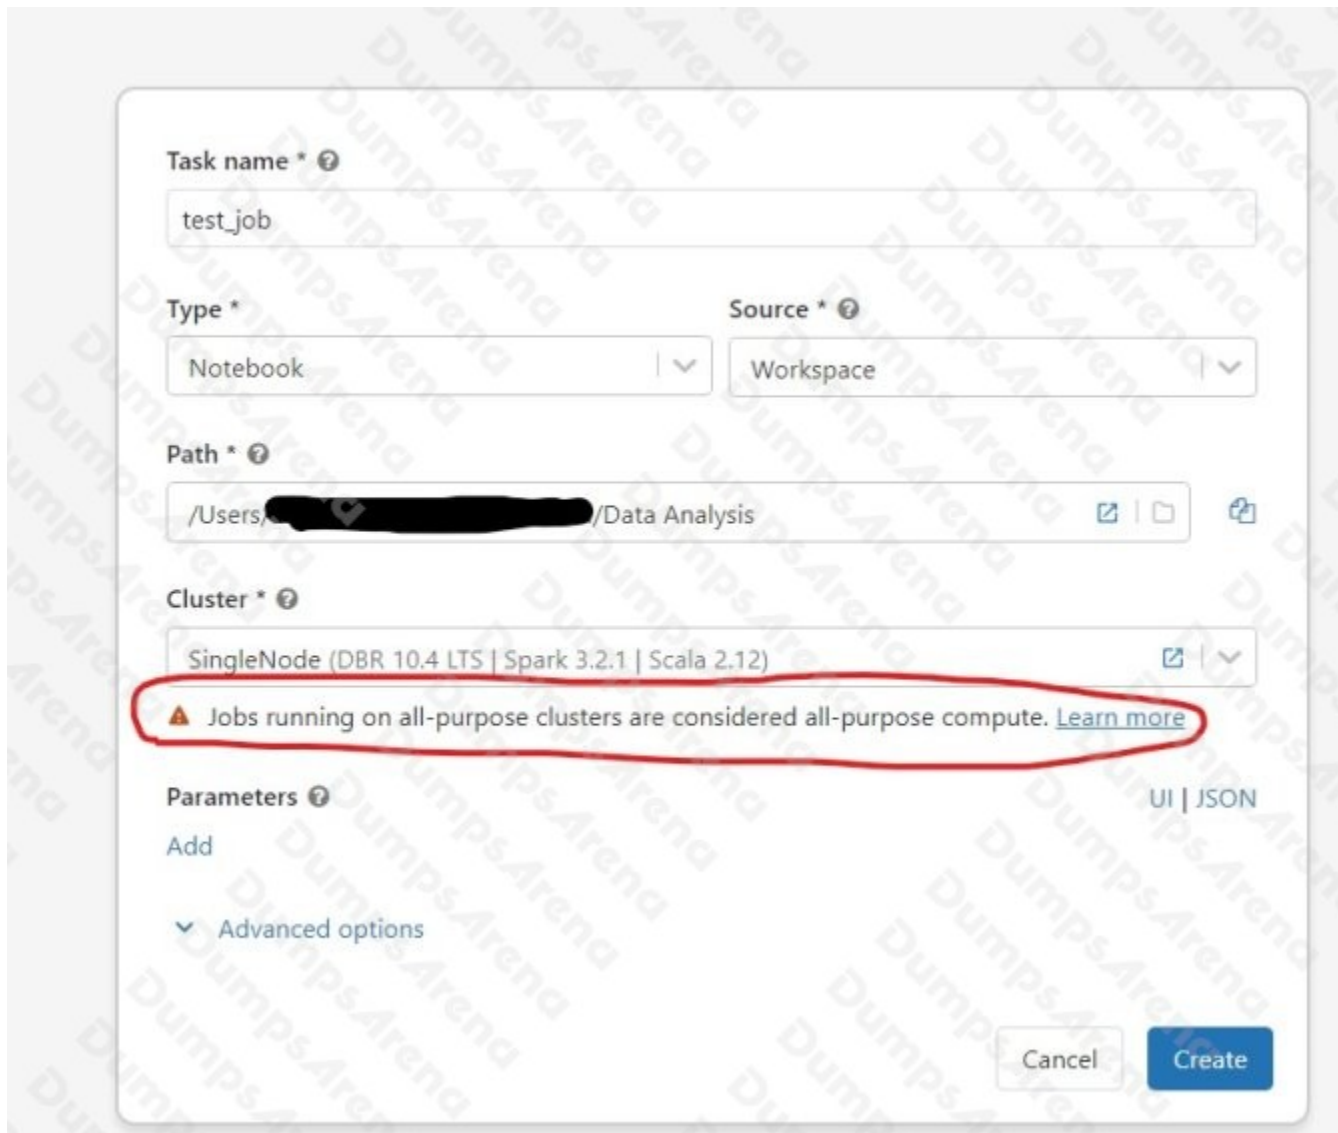 Task name *
test_job
Type * Source *
Notebook Workspace
Path *
/Users/ /Data Analysis
Cluster *
SingleNode (DBR 10.4 LTS | Spark 3.2.1 | Scala 2.12)
Jobs running on all-purpose clusters are considered all-purpose compute. Learn more
Parameters UI | JSON
Add
Advanced options
Cancel Create
DumpsArena